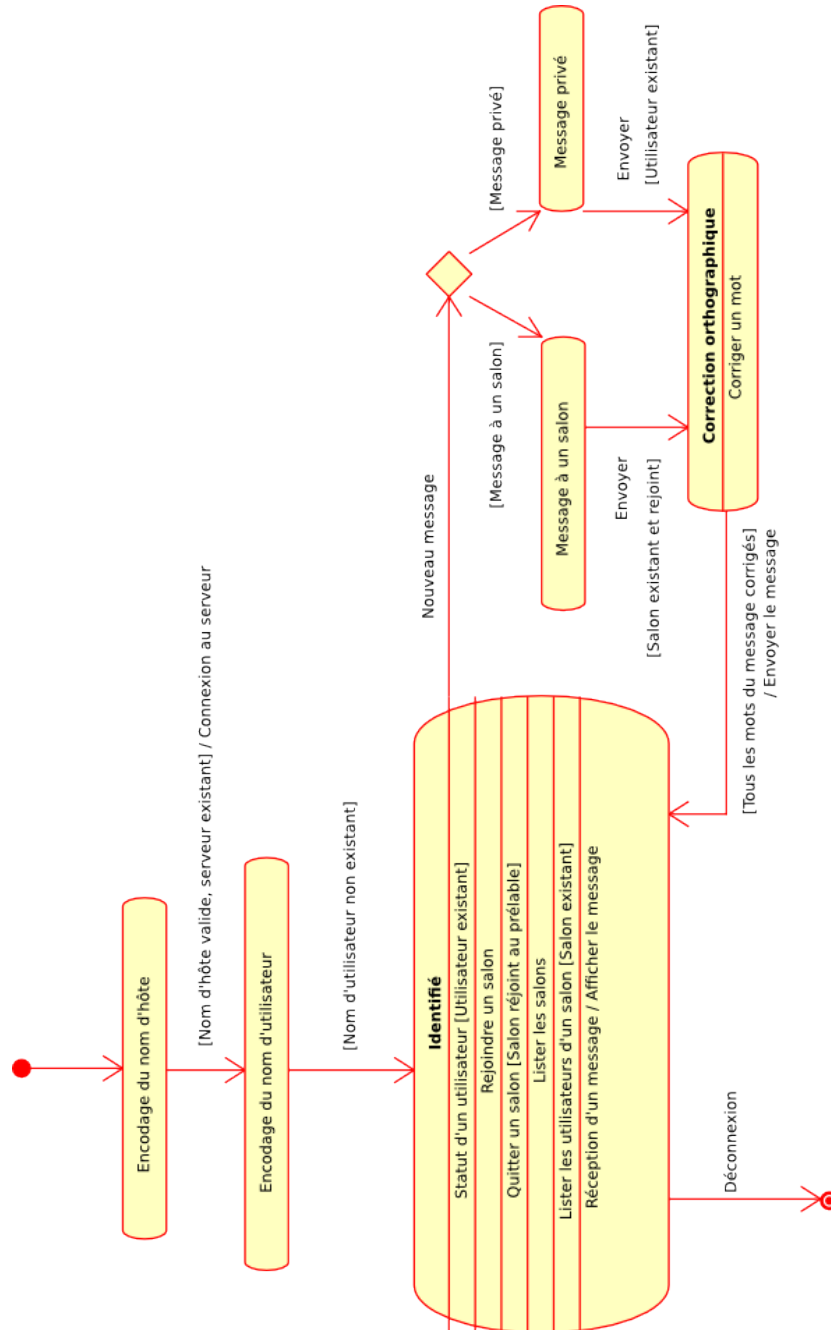 Encodage du nom d'hôte
[Nom d'hôte valide, serveur existant] / Connexion au serveur
Encodage du nom d'utilisateur
[Nom d'utilisateur non existant]
Identifié
Statut d'un utilisateur [Utilisateur existant]
Rejoindre un salon
Quitter un salon [Salon réjoint au prélable]
Lister les salons
Lister les utilisateurs d'un salon [Salon existant]
Réception d'un message / Afficher le message
Déconnexion
Nouveau message
[Message à un salon]
[Message privé]
Message à un salon
Message privé
Envoyer
[Salon existant et rejoint]
Envoyer
[Utilisateur existant]
Correction orthographique
Corriger un mot
[Tous les mots du message corrigés]
/ Envoyer le message